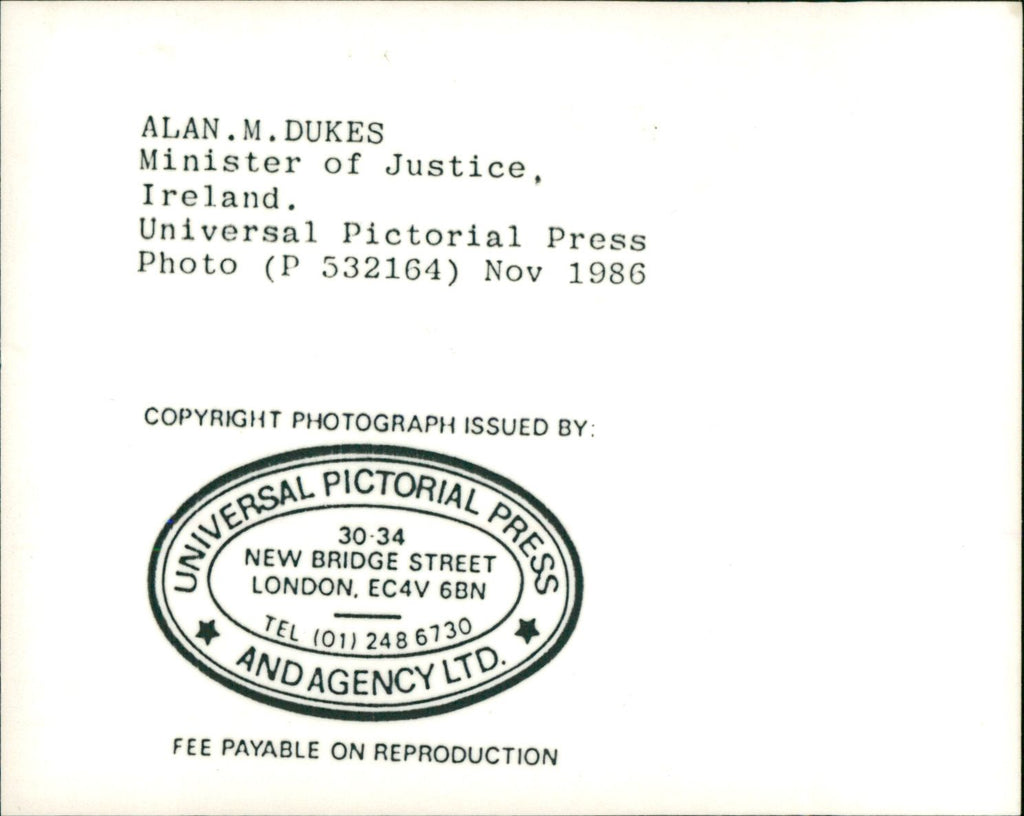 ALAN.M.DUKES
Minister of Justice,
Ireland.
Universal Pictorial Press
Photo (P 532164) Nov 1986
COPYRIGHT PHOTOGRAPH ISSUED BY:
UNIVERSAL PICTORIAL PRESS
30-34
NEW BRIDGE STREET
LONDON, EC4V 6BN
TEL (01) 248 6730
AND AGENCY LTD.
FEE PAYABLE ON REPRODUCTION